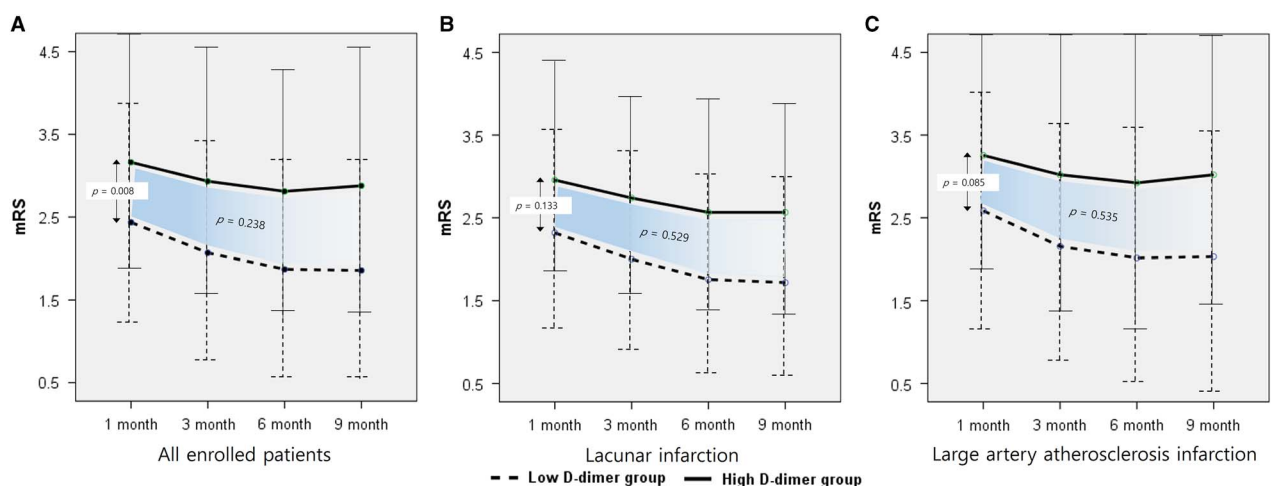 A
B
C
4.5
3.5
2.5
1.5
0.5
mRS
p = 0.008
p = 0.238
1 month 3 month 6 month 9 month
All enrolled patients
4.5
3.5
2.5
1.5
0.5
mRS
p = 0.133
p = 0.529
1 month 3 month 6 month 9 month
Lacunar infarction
4.5
3.5
2.5
1.5
0.5
mRS
p = 0.085
p = 0.535
1 month 3 month 6 month 9 month
Large artery atherosclerosis infarction
Low D-dimer group High D-dimer group